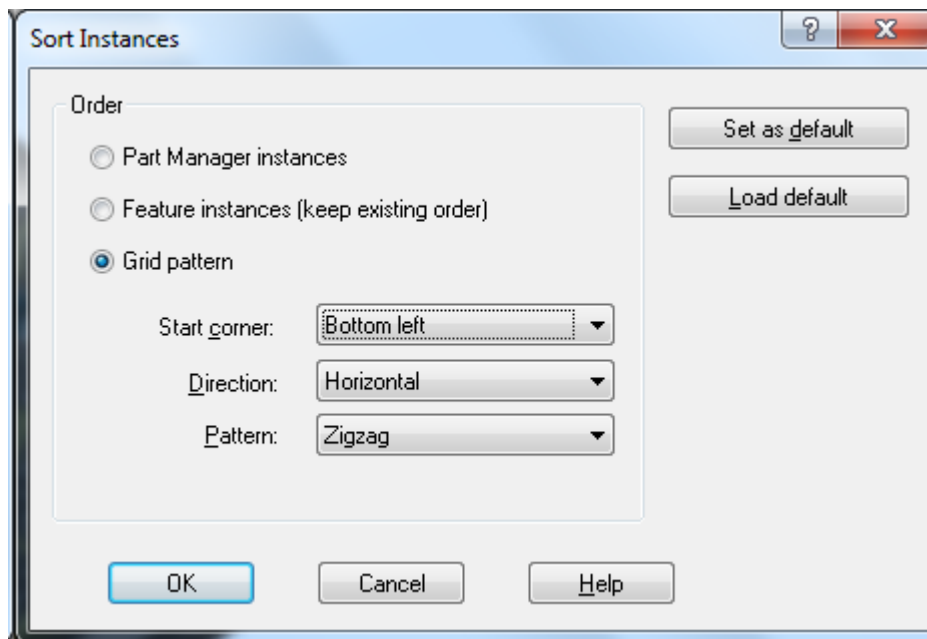 Sort Instances
Order
Part Manager instances
Feature instances (keep existing order)
Grid pattern
Start corner: Bottom left
Direction: Horizontal
Pattern: Zigzag
Set as default
Load default
OK Cancel Help